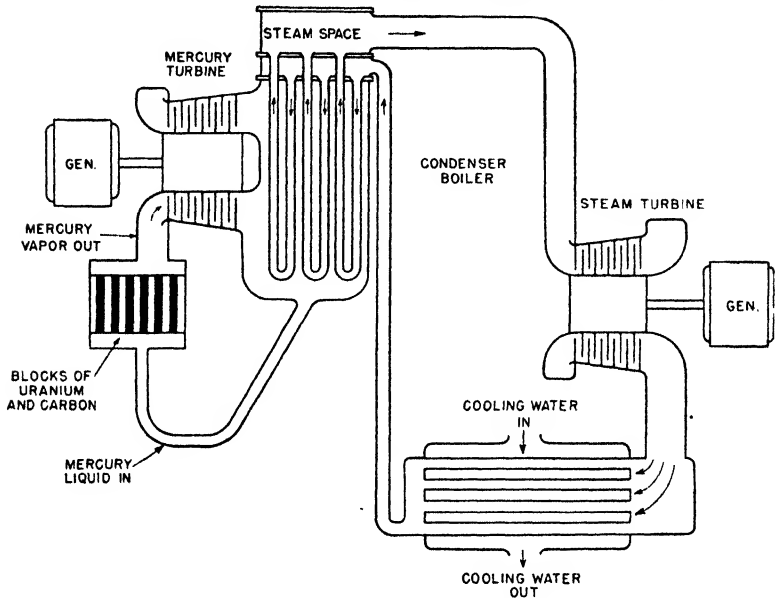 STEAM SPACE
MERCURY
TURBINE
GEN.
CONDENSER
BOILER
STEAM TURBINE
MERCURY
VAPOR OUT
GEN.
BLOCKS OF
URANIUM
AND CARBON
COOLING WATER
IN
MERCURY
LIQUID IN
COOLING WATER
OUT